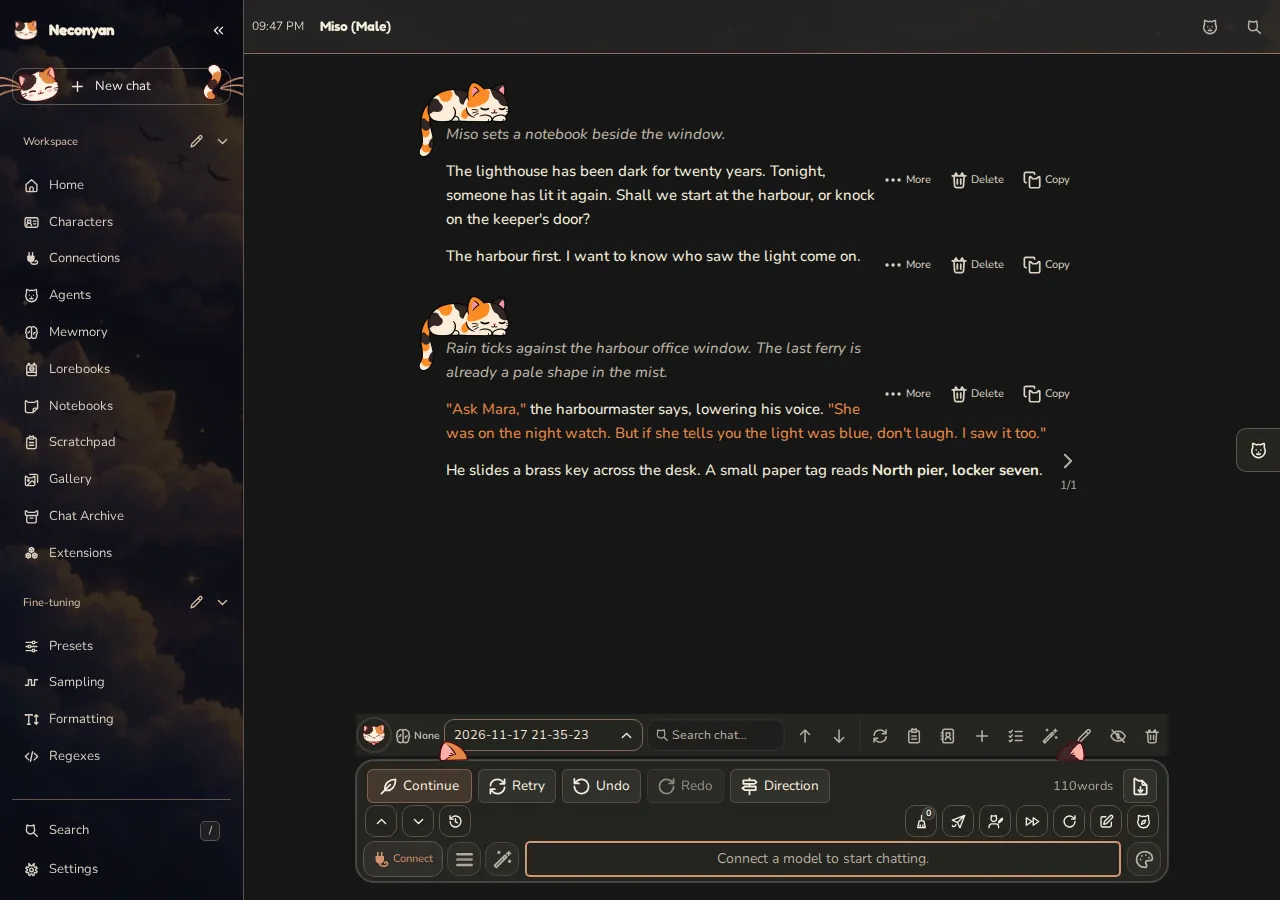 Neconyan
New chat
Workspace
Home
Characters
Connections
Agents
Mewmory
Lorebooks
Notebooks
Scratchpad
Gallery
Chat Archive
Extensions
Fine-tuning
Presets
Sampling
Formatting
Regexes
Search /
Settings
09:47 PM Miso (Male)
Miso sets a notebook beside the window.
The lighthouse has been dark for twenty years. Tonight,
someone has lit it again. Shall we start at the harbour, or knock
on the keeper's door?
More Delete Copy
The harbour first. I want to know who saw the light come on.
More Delete Copy
Rain ticks against the harbour office window. The last ferry is
already a pale shape in the mist.
More Delete Copy
"Ask Mara," the harbourmaster says, lowering his voice. "She
was on the night watch. But if she tells you the light was blue, don't laugh. I saw it too."
He slides a brass key across the desk. A small paper tag reads North pier, locker seven.
1/1
None 2026-11-17 21-35-23 Search chat...
Continue Retry Undo Redo Direction 110words
0
Connect Connect a model to start chatting.